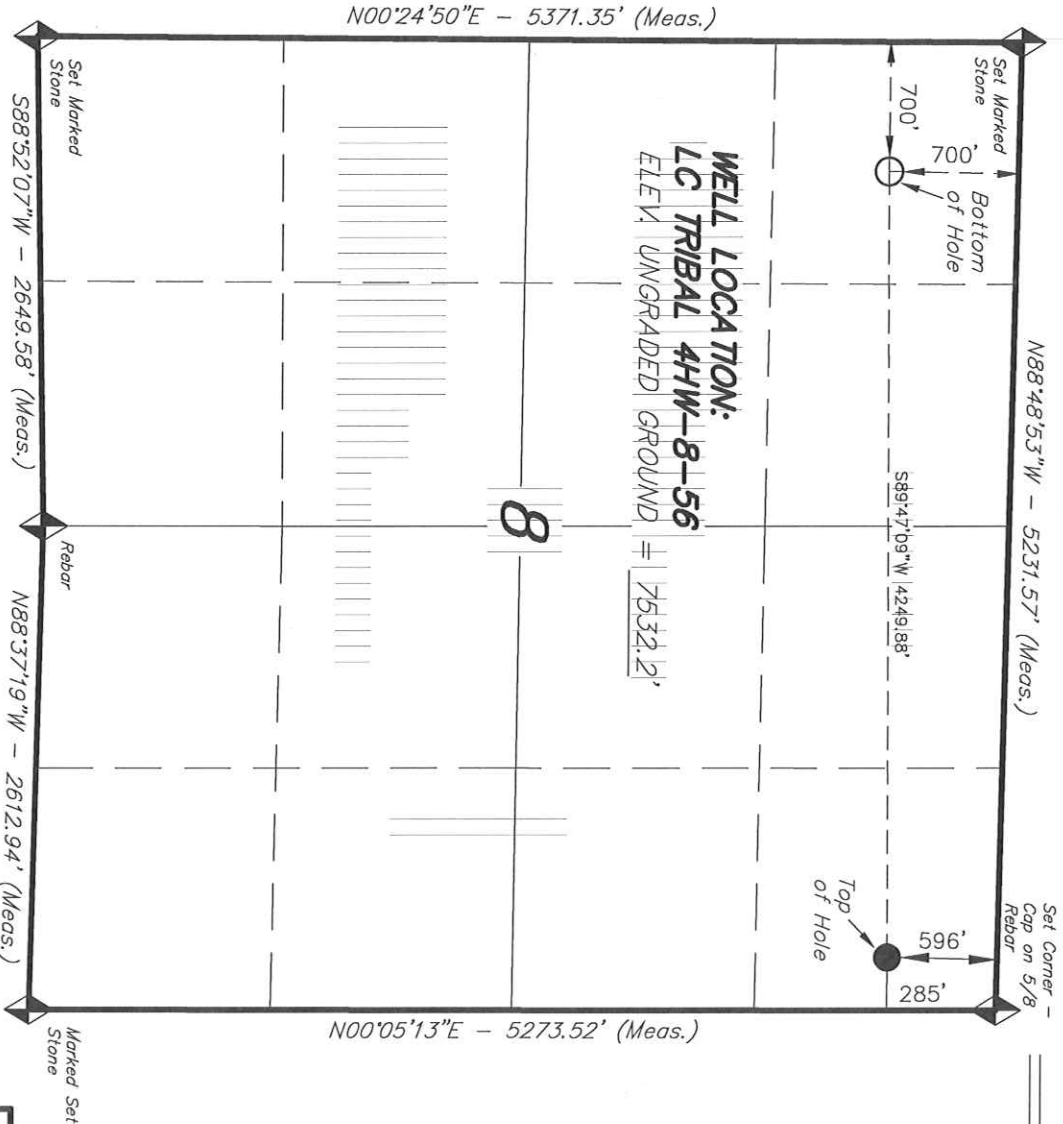 N00°24'50"E - 5371.35' (Meas.)
Set Marked
Stone
700'
700'
Bottom
of Hole
N88°48'53"W - 5231.57' (Meas.)
WELL LOCATION:
LC TRIBAL 4HW-8-56
ELEV. UNGRADED GROUND = 7532.2'
S89°47'09"W 4249.88'
8
Set Corner -
Cap on 5/8
Rebar
Top
of Hole
596'
285'
Set Marked
Stone
S88°52'07"W - 2649.58' (Meas.)
Rebar
N88°37'19"W - 2612.94' (Meas.)
N00°05'13"E - 5273.52' (Meas.)
Marked Set
Stone